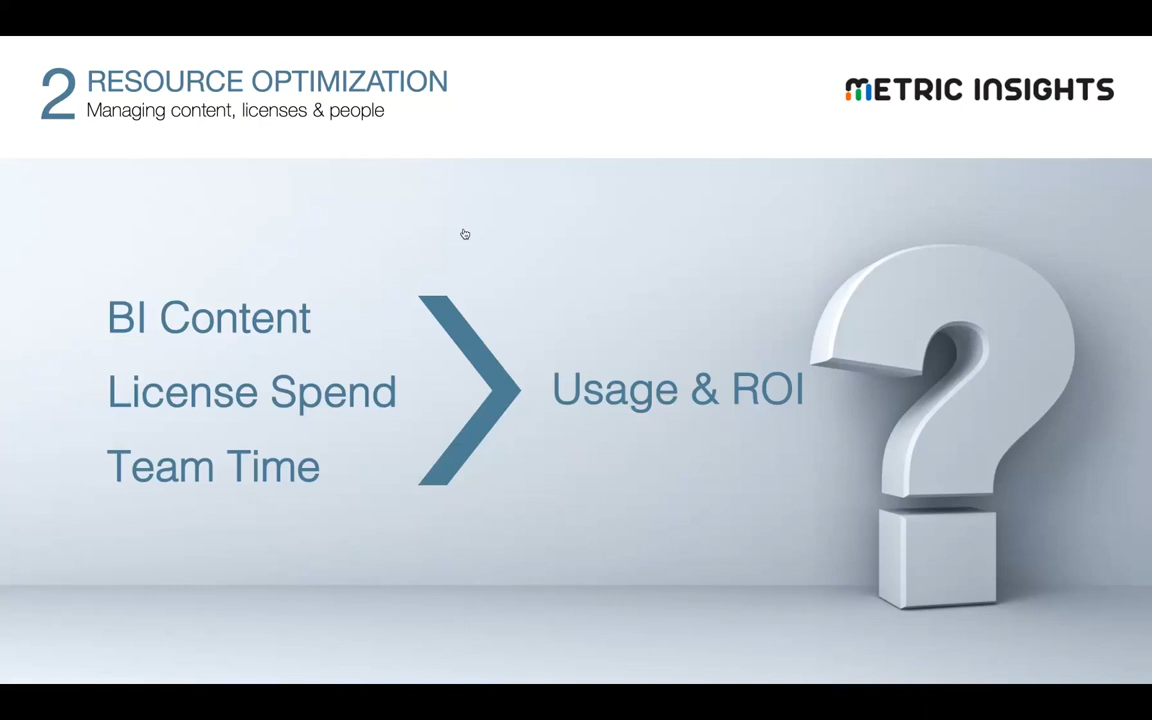 2 RESOURCE OPTIMIZATION
Managing content, licenses & people
METRIC INSIGHTS
BI Content
License Spend
Team Time
Usage & ROI
?